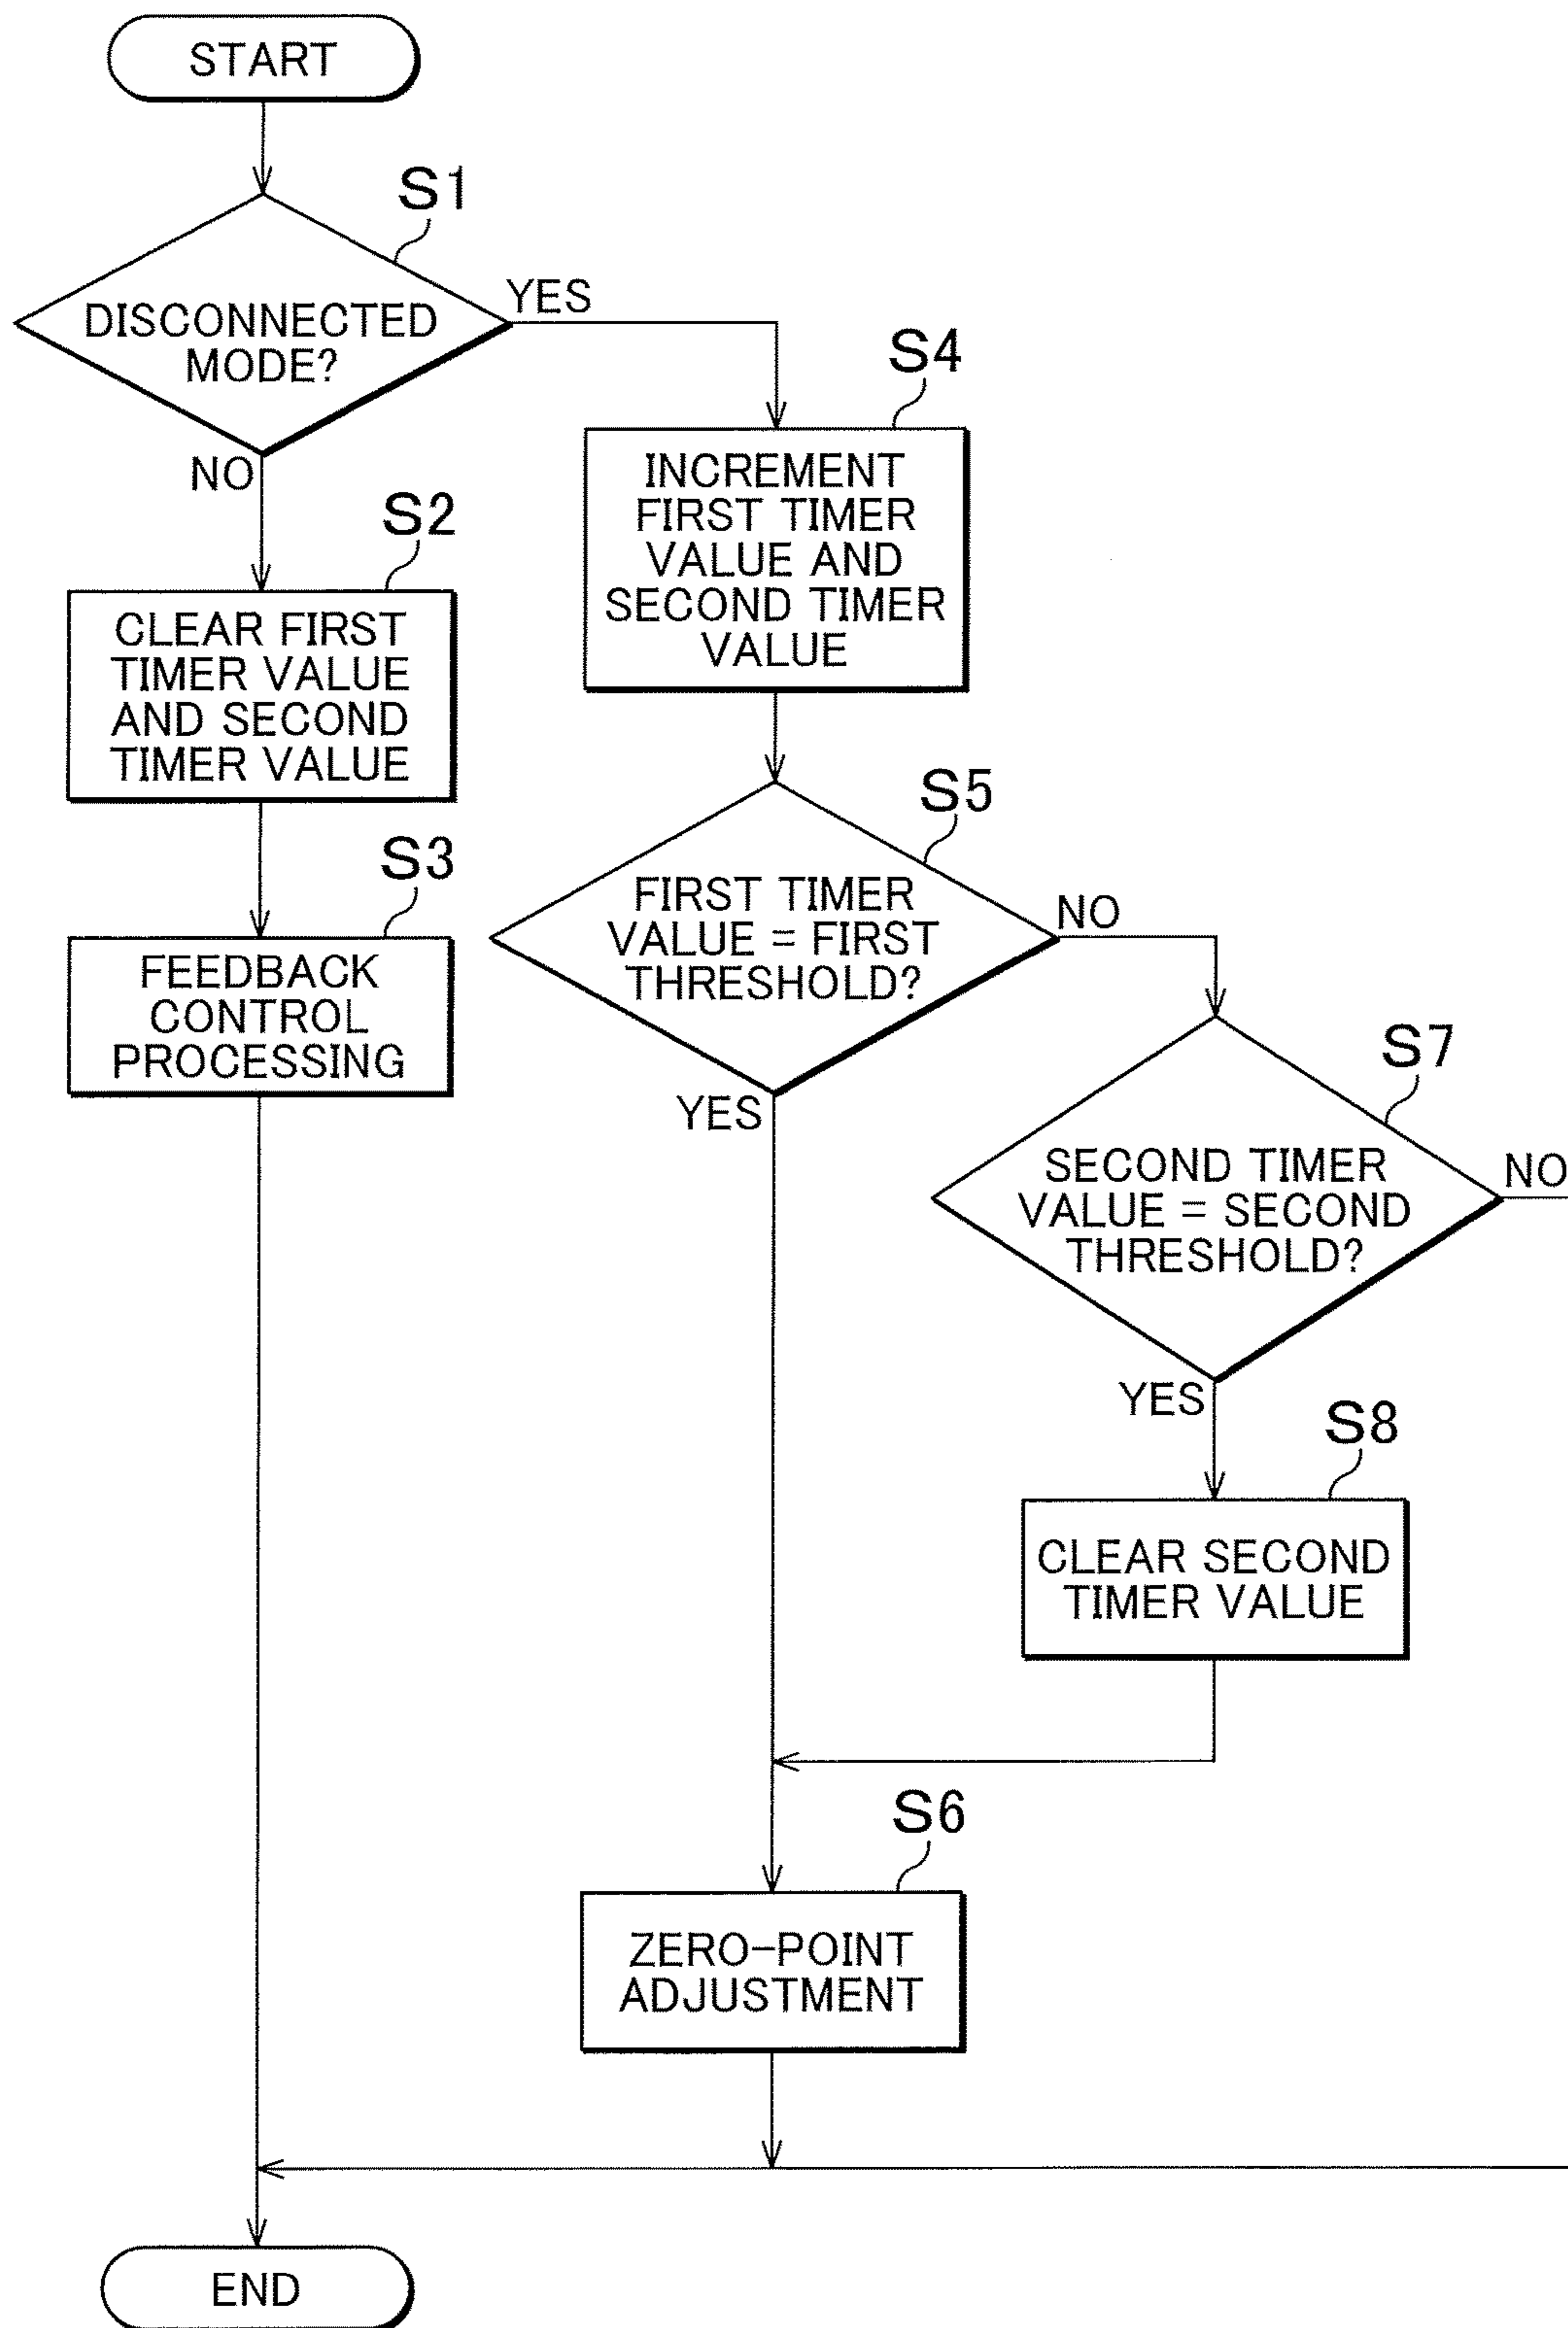 START
S1
DISCONNECTED
MODE?
YES
NO
S2
CLEAR FIRST
TIMER VALUE
AND SECOND
TIMER VALUE
S3
FEEDBACK
CONTROL
PROCESSING
S4
INCREMENT
FIRST TIMER
VALUE AND
SECOND TIMER
VALUE
S5
FIRST TIMER
VALUE = FIRST
THRESHOLD?
NO
YES
S7
SECOND TIMER
VALUE = SECOND
THRESHOLD?
NO
YES
S8
CLEAR SECOND
TIMER VALUE
S6
ZERO-POINT
ADJUSTMENT
END